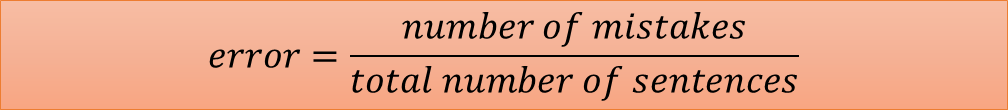 error = number of mistakes / total number of sentences